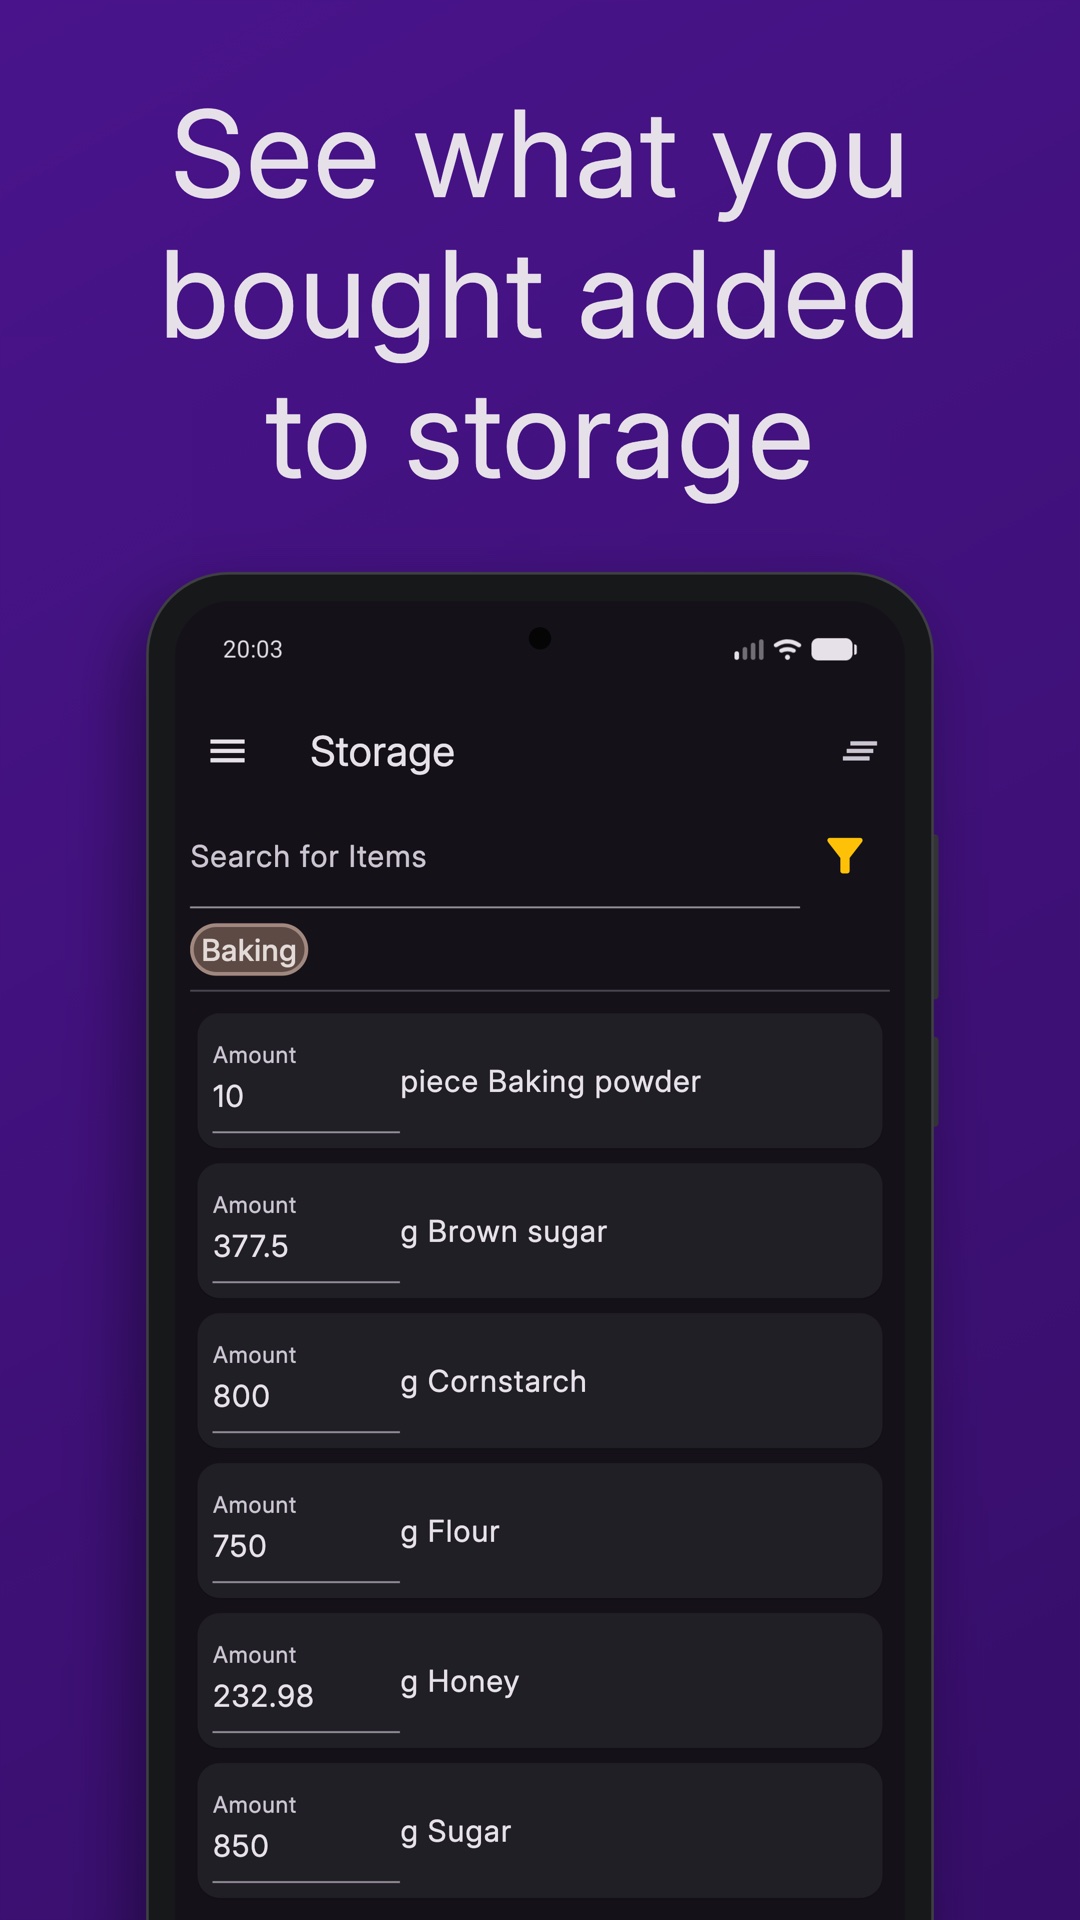 See what you
bought added
to storage
20:03
Storage
Search for Items
Baking
Amount
10
piece Baking powder
Amount
377.5
g Brown sugar
Amount
800
g Cornstarch
Amount
750
g Flour
Amount
232.98
g Honey
Amount
850
g Sugar